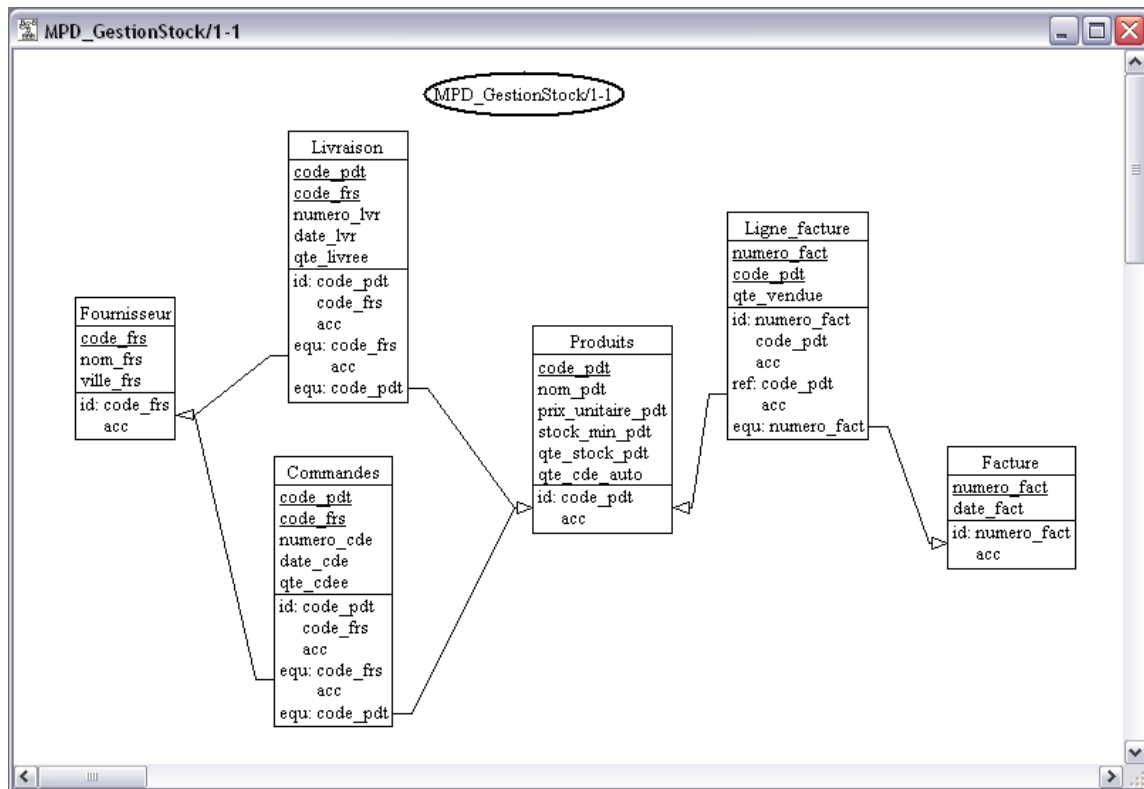 MPD_GestionStock/1-1
MPD_GestionStock/1-1
Livraison
code_pdt
code_frs
numero_lvr
date_lvr
qte_livree
id: code_pdt
code_frs
acc
equ: code_frs
acc
equ: code_pdt
Fournisseur
code_frs
nom_frs
ville_frs
id: code_frs
acc
Commandes
code_pdt
code_frs
numero_cde
date_cde
qte_cdee
id: code_pdt
code_frs
acc
equ: code_frs
acc
equ: code_pdt
Produits
code_pdt
nom_pdt
prix_unitaire_pdt
stock_min_pdt
qte_stock_pdt
qte_cde_auto
id: code_pdt
acc
Ligne_facture
numero_fact
code_pdt
qte_vendue
id: numero_fact
code_pdt
acc
ref: code_pdt
acc
equ: numero_fact
Facture
numero_fact
date_fact
id: numero_fact
acc